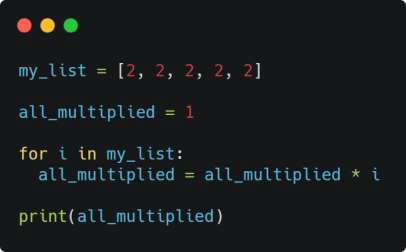 my_list = [2, 2, 2, 2, 2]
all_multiplied = 1
for i in my_list:
  all_multiplied = all_multiplied * i
print(all_multiplied)